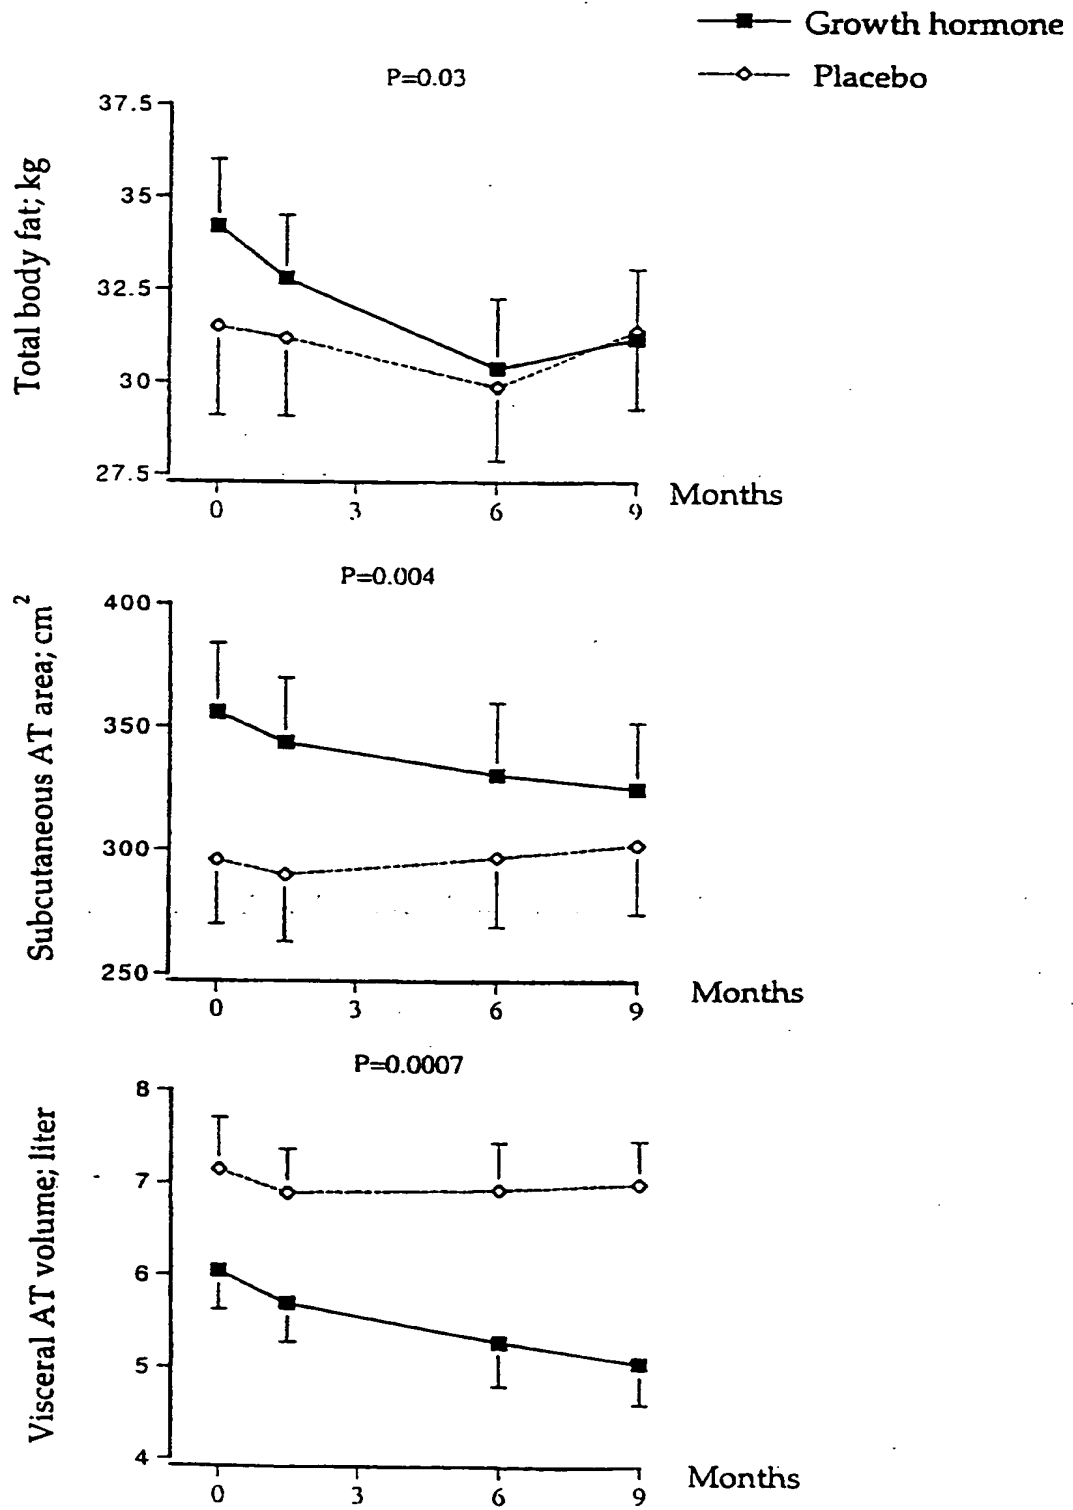 Growth hormone
Placebo
P=0.03
Total body fat; kg
37.5
35
32.5
30
27.5
0 3 6 9 Months
P=0.004
Subcutaneous AT area; cm²
400
350
300
250
0 3 6 9 Months
P=0.0007
Visceral AT volume; liter
8
7
6
5
4
0 3 6 9 Months